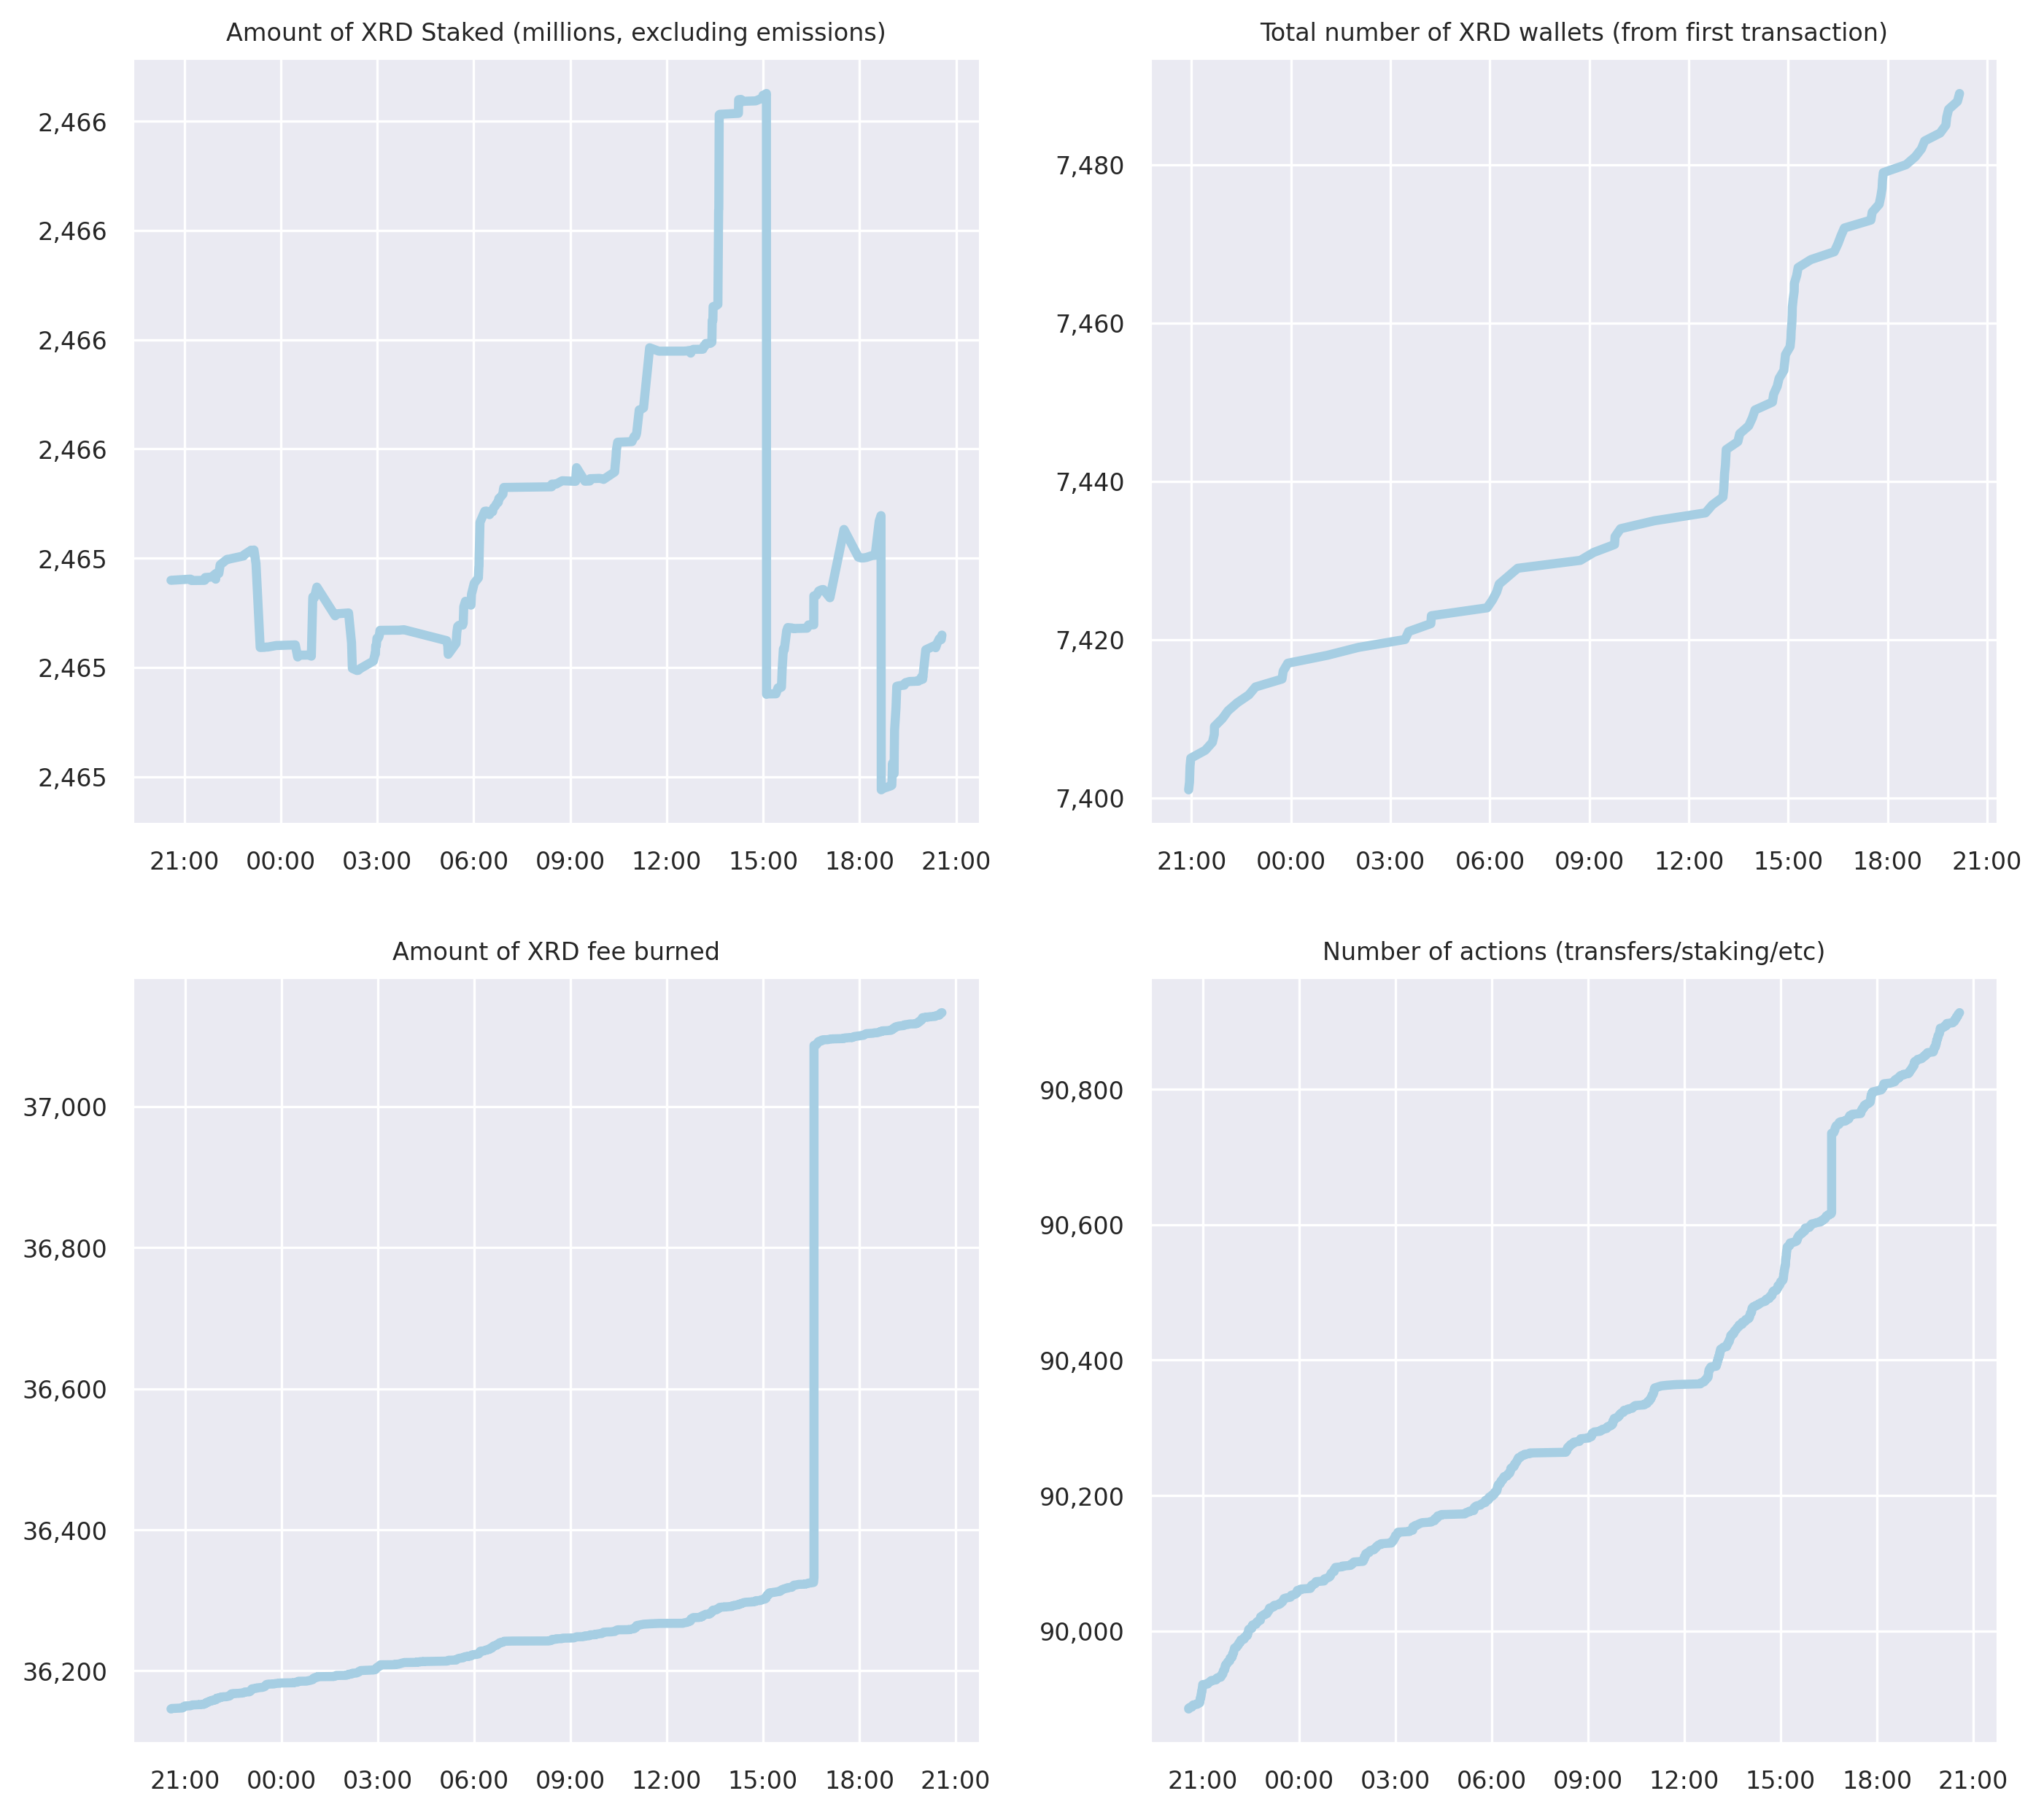 Amount of XRD Staked (millions, excluding emissions)
2,466
2,466
2,466
2,466
2,465
2,465
2,465
21:00 00:00 03:00 06:00 09:00 12:00 15:00 18:00 21:00
Total number of XRD wallets (from first transaction)
7,480
7,460
7,440
7,420
7,400
21:00 00:00 03:00 06:00 09:00 12:00 15:00 18:00 21:00
Amount of XRD fee burned
37,000
36,800
36,600
36,400
36,200
21:00 00:00 03:00 06:00 09:00 12:00 15:00 18:00 21:00
Number of actions (transfers/staking/etc)
90,800
90,600
90,400
90,200
90,000
21:00 00:00 03:00 06:00 09:00 12:00 15:00 18:00 21:00